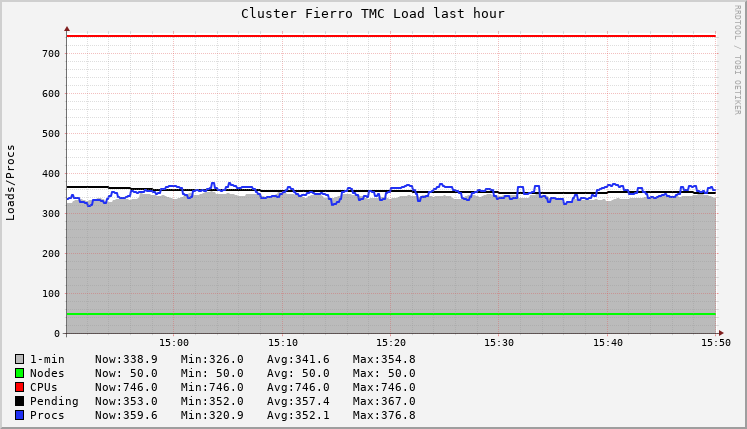 Cluster Fierro TMC Load last hour
RRDTOOL / TOBI OETIKER
Loads/Procs
700
600
500
400
300
200
100
0
15:00 15:10 15:20 15:30 15:40 15:50
1-min Now:338.9 Min:326.0 Avg:341.6 Max:354.8
Nodes Now: 50.0 Min: 50.0 Avg: 50.0 Max: 50.0
CPUs Now:746.0 Min:746.0 Avg:746.0 Max:746.0
Pending Now:353.0 Min:352.0 Avg:357.4 Max:367.0
Procs Now:359.6 Min:320.9 Avg:352.1 Max:376.8